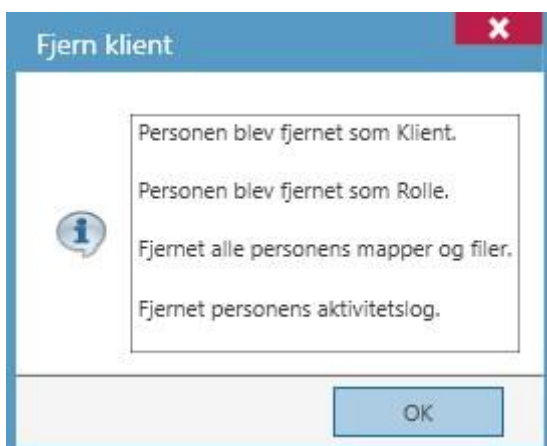 Fjern klient
Personen blev fjernet som Klient.
Personen blev fjernet som Rolle.
Fjernet alle personens mapper og filer.
Fjernet personens aktivitetslog.
OK